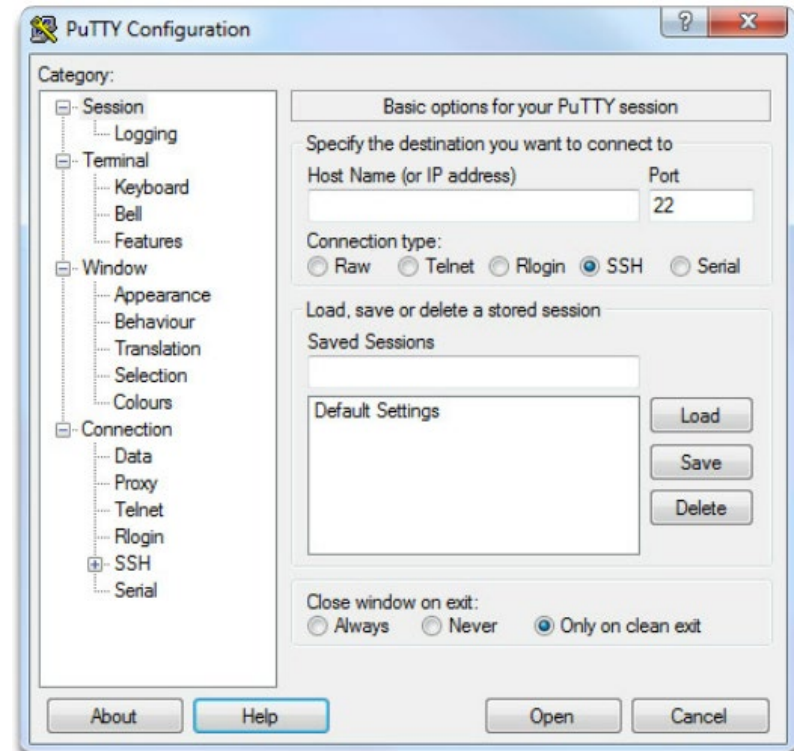 PuTTY Configuration
?
X
Category:
Session
Logging
Terminal
Keyboard
Bell
Features
Window
Appearance
Behaviour
Translation
Selection
Colours
Connection
Data
Proxy
Telnet
Rlogin
SSH
Serial
Basic options for your PuTTY session
Specify the destination you want to connect to
Host Name (or IP address) Port
22
Connection type:
Raw Telnet Rlogin SSH Serial
Load, save or delete a stored session
Saved Sessions
Default Settings
Load
Save
Delete
Close window on exit:
Always Never Only on clean exit
About Help Open Cancel